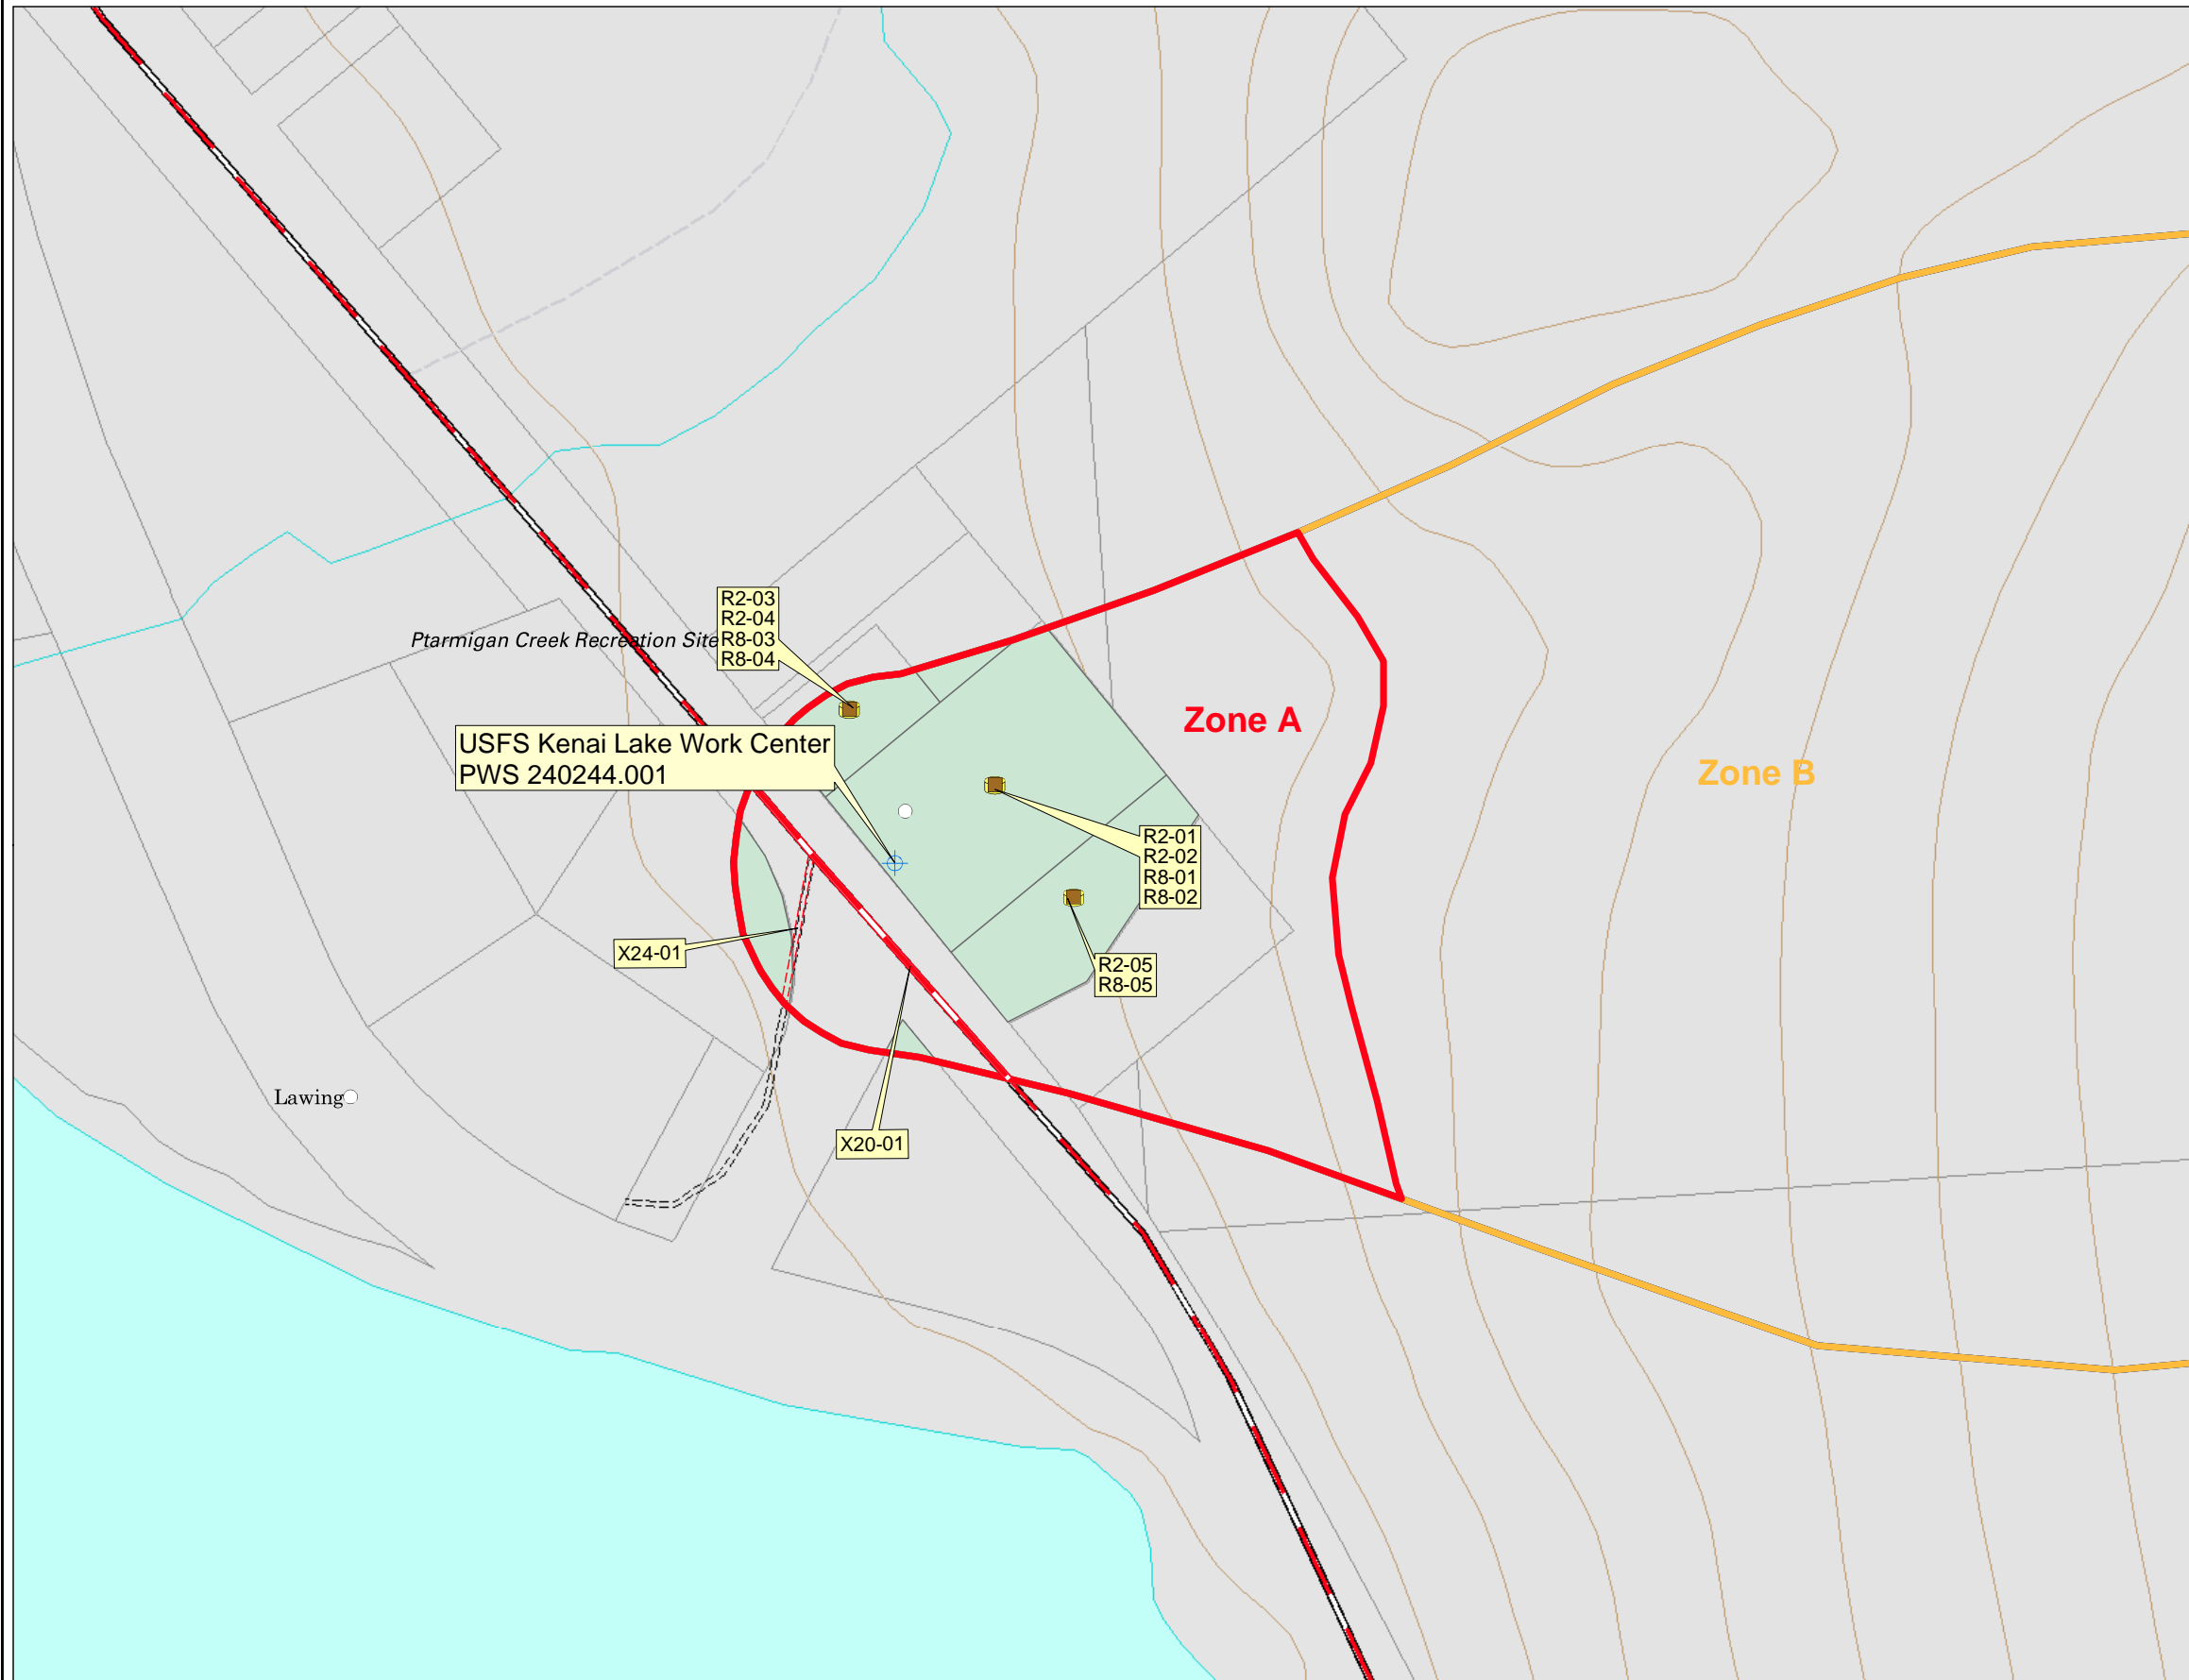 R2-03
R2-04
R8-03
R8-04
Ptarmigan Creek Recreation Site
Zone A
USFS Kenai Lake Work Center
PWS 240244.001
Zone B
R2-01
R2-02
R8-01
R8-02
X24-01
R2-05
R8-05
Lawing
X20-01